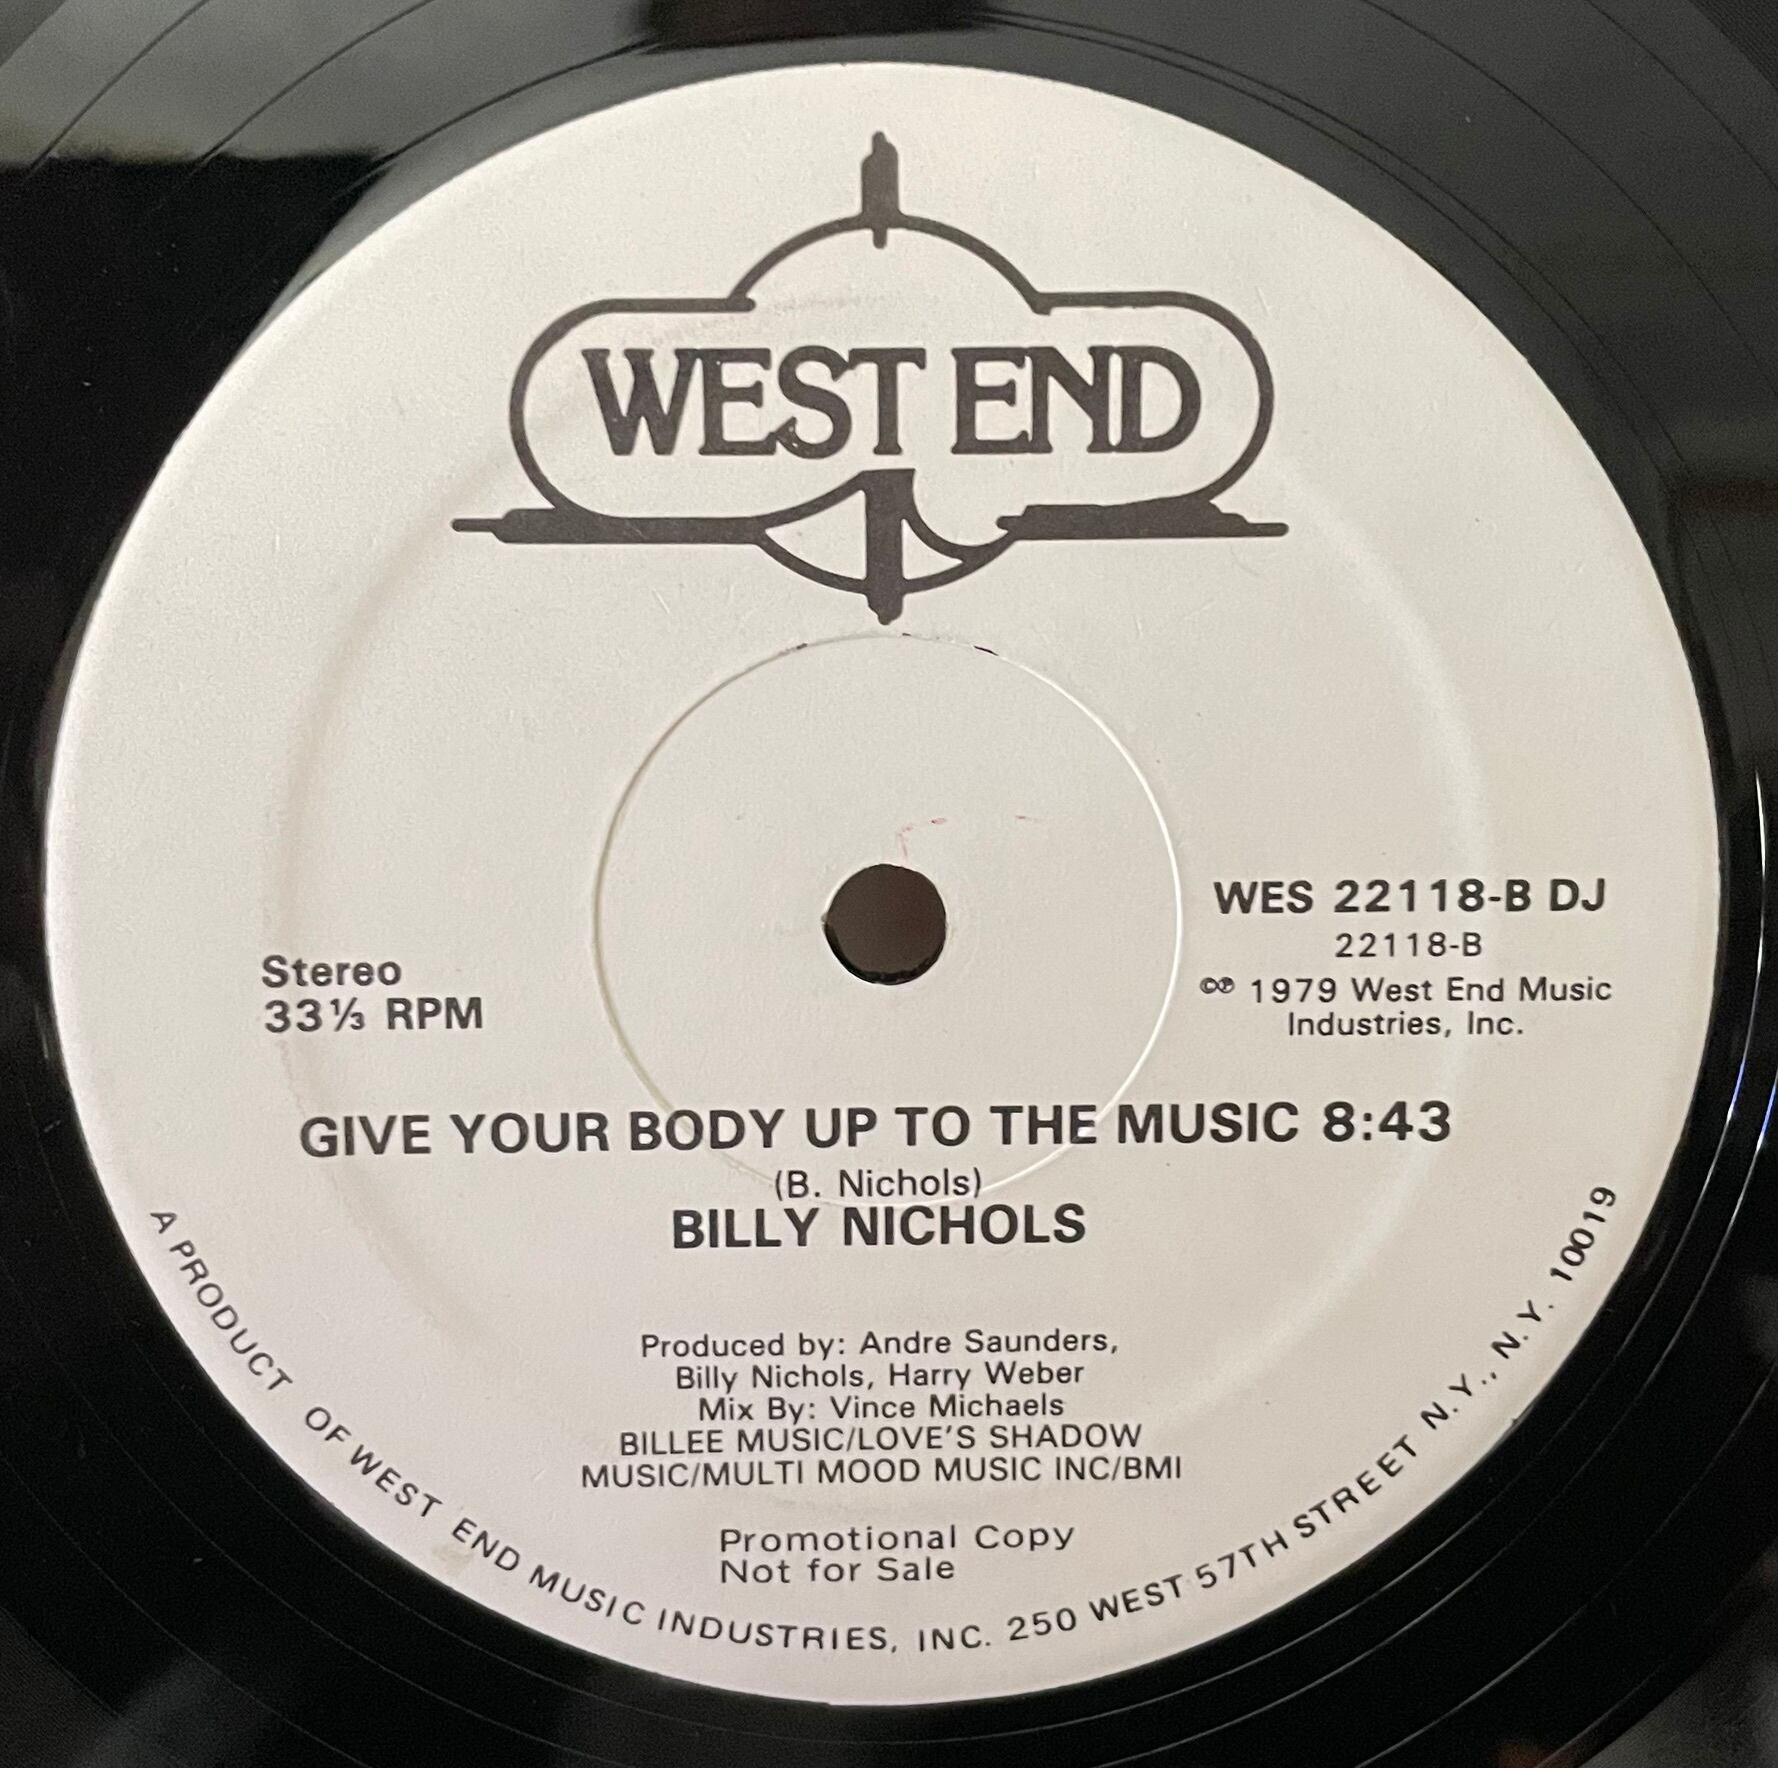 WEST END
WES 22118-B DJ
22118-B
©℗ 1979 West End Music
Industries, Inc.
Stereo
33⅓ RPM
GIVE YOUR BODY UP TO THE MUSIC 8:43
(B. Nichols)
BILLY NICHOLS
Produced by: Andre Saunders,
Billy Nichols, Harry Weber
Mix By: Vince Michaels
BILLEE MUSIC/LOVE'S SHADOW
MUSIC/MULTI MOOD MUSIC INC/BMI
Promotional Copy
Not for Sale
A PRODUCT OF WEST END MUSIC INDUSTRIES, INC. 250 WEST 57TH STREET N.Y., N.Y. 10019